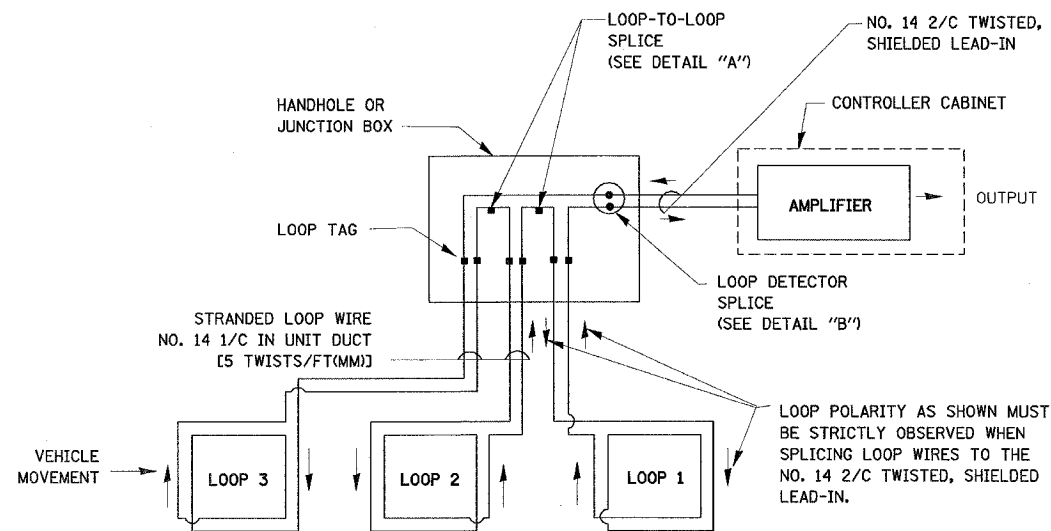 LOOP-TO-LOOP
SPLICE
(SEE DETAIL "A")
NO. 14 2/C TWISTED,
SHIELDED LEAD-IN
HANDHOLE OR
JUNCTION BOX
CONTROLLER CABINET
AMPLIFIER
OUTPUT
LOOP TAG
LOOP DETECTOR
SPLICE
(SEE DETAIL "B")
STRANDED LOOP WIRE
NO. 14 1/C IN UNIT DUCT
[5 TWISTS/FT(MM)]
LOOP POLARITY AS SHOWN MUST
BE STRICTLY OBSERVED WHEN
SPLICING LOOP WIRES TO THE
NO. 14 2/C TWISTED, SHIELDED
LEAD-IN.
VEHICLE
MOVEMENT
LOOP 3
LOOP 2
LOOP 1